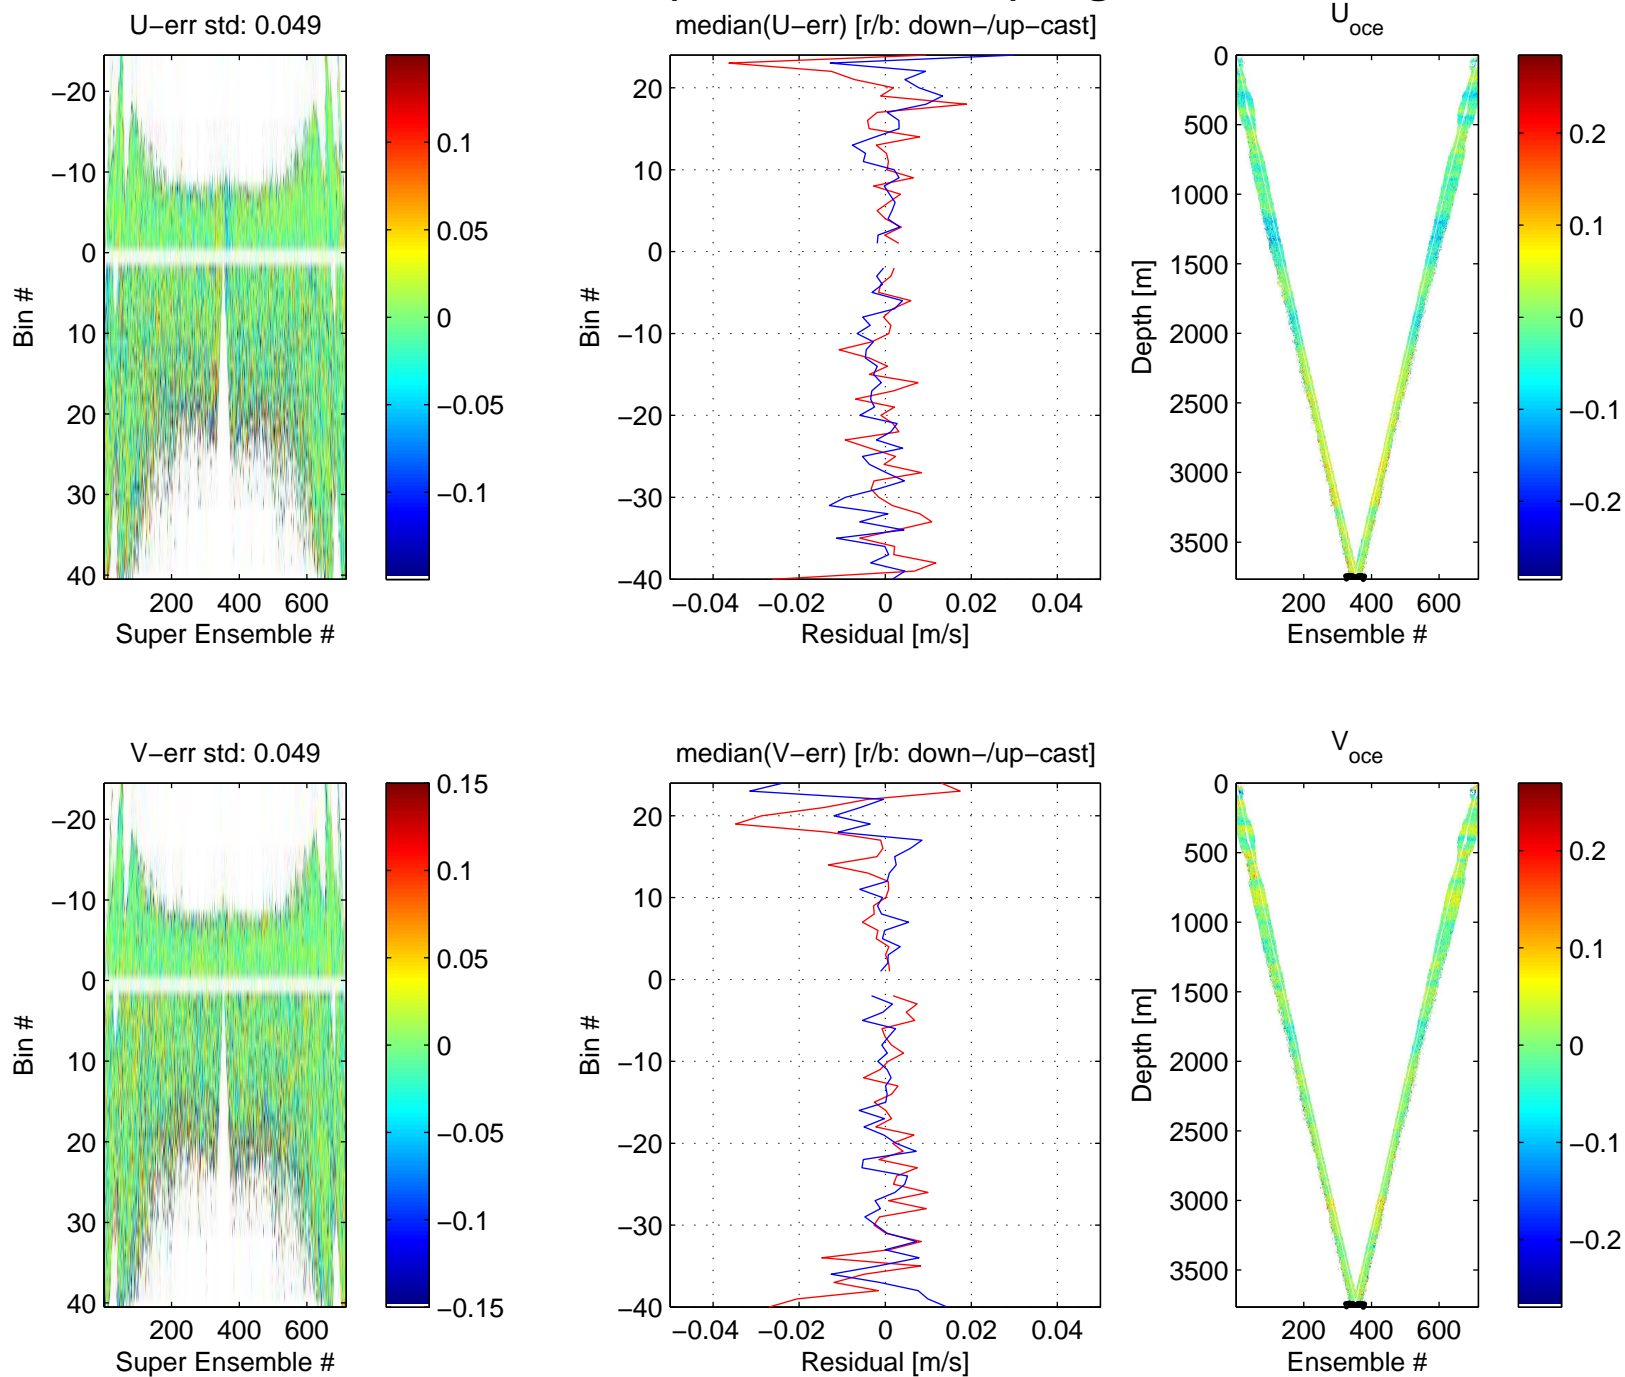 U−err std: 0.049
−20
−10
0
10
20
30
40
Bin #
200 400 600
Super Ensemble #
0.1
0.05
0
−0.05
−0.1
median(U−err) [r/b: down−/up−cast]
20
10
0
−10
−20
−30
−40
Bin #
−0.04 −0.02 0 0.02 0.04
Residual [m/s]
U oce
0
500
1000
1500
2000
2500
3000
3500
Depth [m]
200 400 600
Ensemble #
0.2
0.1
0
−0.1
−0.2
V−err std: 0.049
−20
−10
0
10
20
30
40
Bin #
200 400 600
Super Ensemble #
0.15
0.1
0.05
0
−0.05
−0.1
−0.15
median(V−err) [r/b: down−/up−cast]
20
10
0
−10
−20
−30
−40
Bin #
−0.04 −0.02 0 0.02 0.04
Residual [m/s]
V oce
0
500
1000
1500
2000
2500
3000
3500
Depth [m]
200 400 600
Ensemble #
0.2
0.1
0
−0.1
−0.2